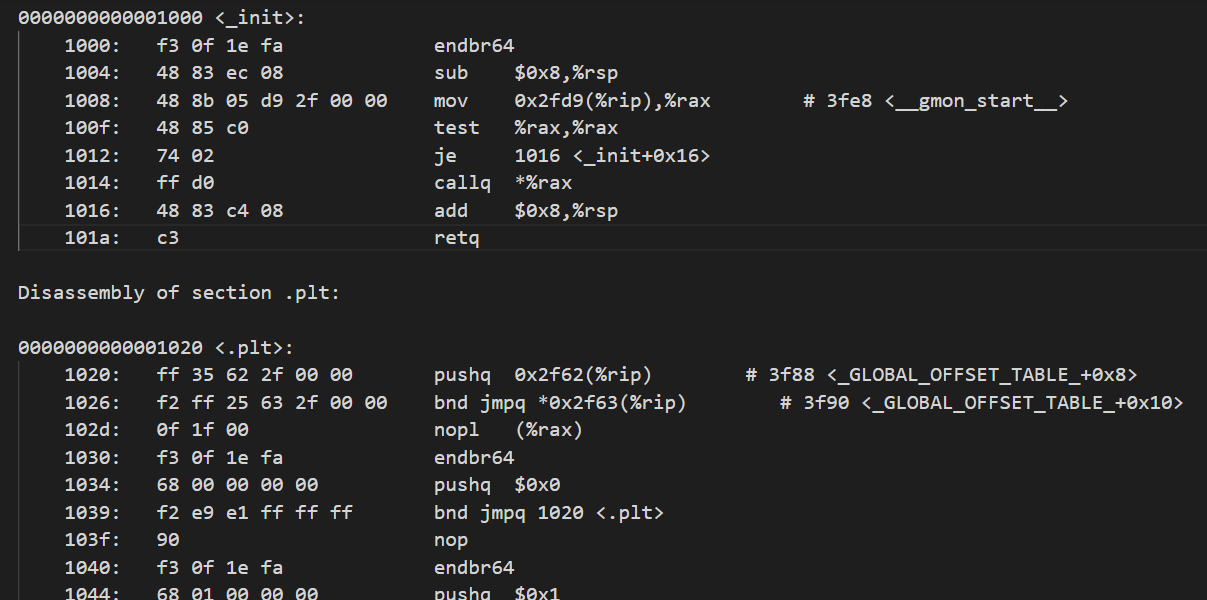 0000000000001000 <_init>:
1000: f3 0f 1e fa endbr64
1004: 48 83 ec 08 sub $0x8,%rsp
1008: 48 8b 05 d9 2f 00 00 mov 0x2fd9(%rip),%rax # 3fe8 <__gmon_start__>
100f: 48 85 c0 test %rax,%rax
1012: 74 02 je 1016 <_init+0x16>
1014: ff d0 callq *%rax
1016: 48 83 c4 08 add $0x8,%rsp
101a: c3 retq
Disassembly of section .plt:
0000000000001020 <.plt>:
1020: ff 35 62 2f 00 00 pushq 0x2f62(%rip) # 3f88 <_GLOBAL_OFFSET_TABLE_+0x8>
1026: f2 ff 25 63 2f 00 00 bnd jmpq *0x2f63(%rip) # 3f90 <_GLOBAL_OFFSET_TABLE_+0x10>
102d: 0f 1f 00 nopl (%rax)
1030: f3 0f 1e fa endbr64
1034: 68 00 00 00 00 pushq $0x0
1039: f2 e9 e1 ff ff ff bnd jmpq 1020 <.plt>
103f: 90 nop
1040: f3 0f 1e fa endbr64
1044: 68 01 00 00 00 pushq $0x1